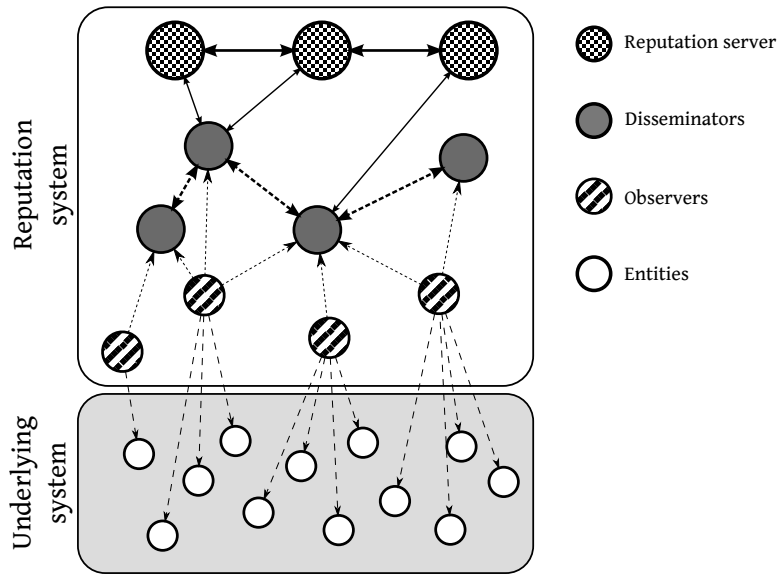 Reputation
system
Underlying
system
Reputation server
Disseminators
Observers
Entities